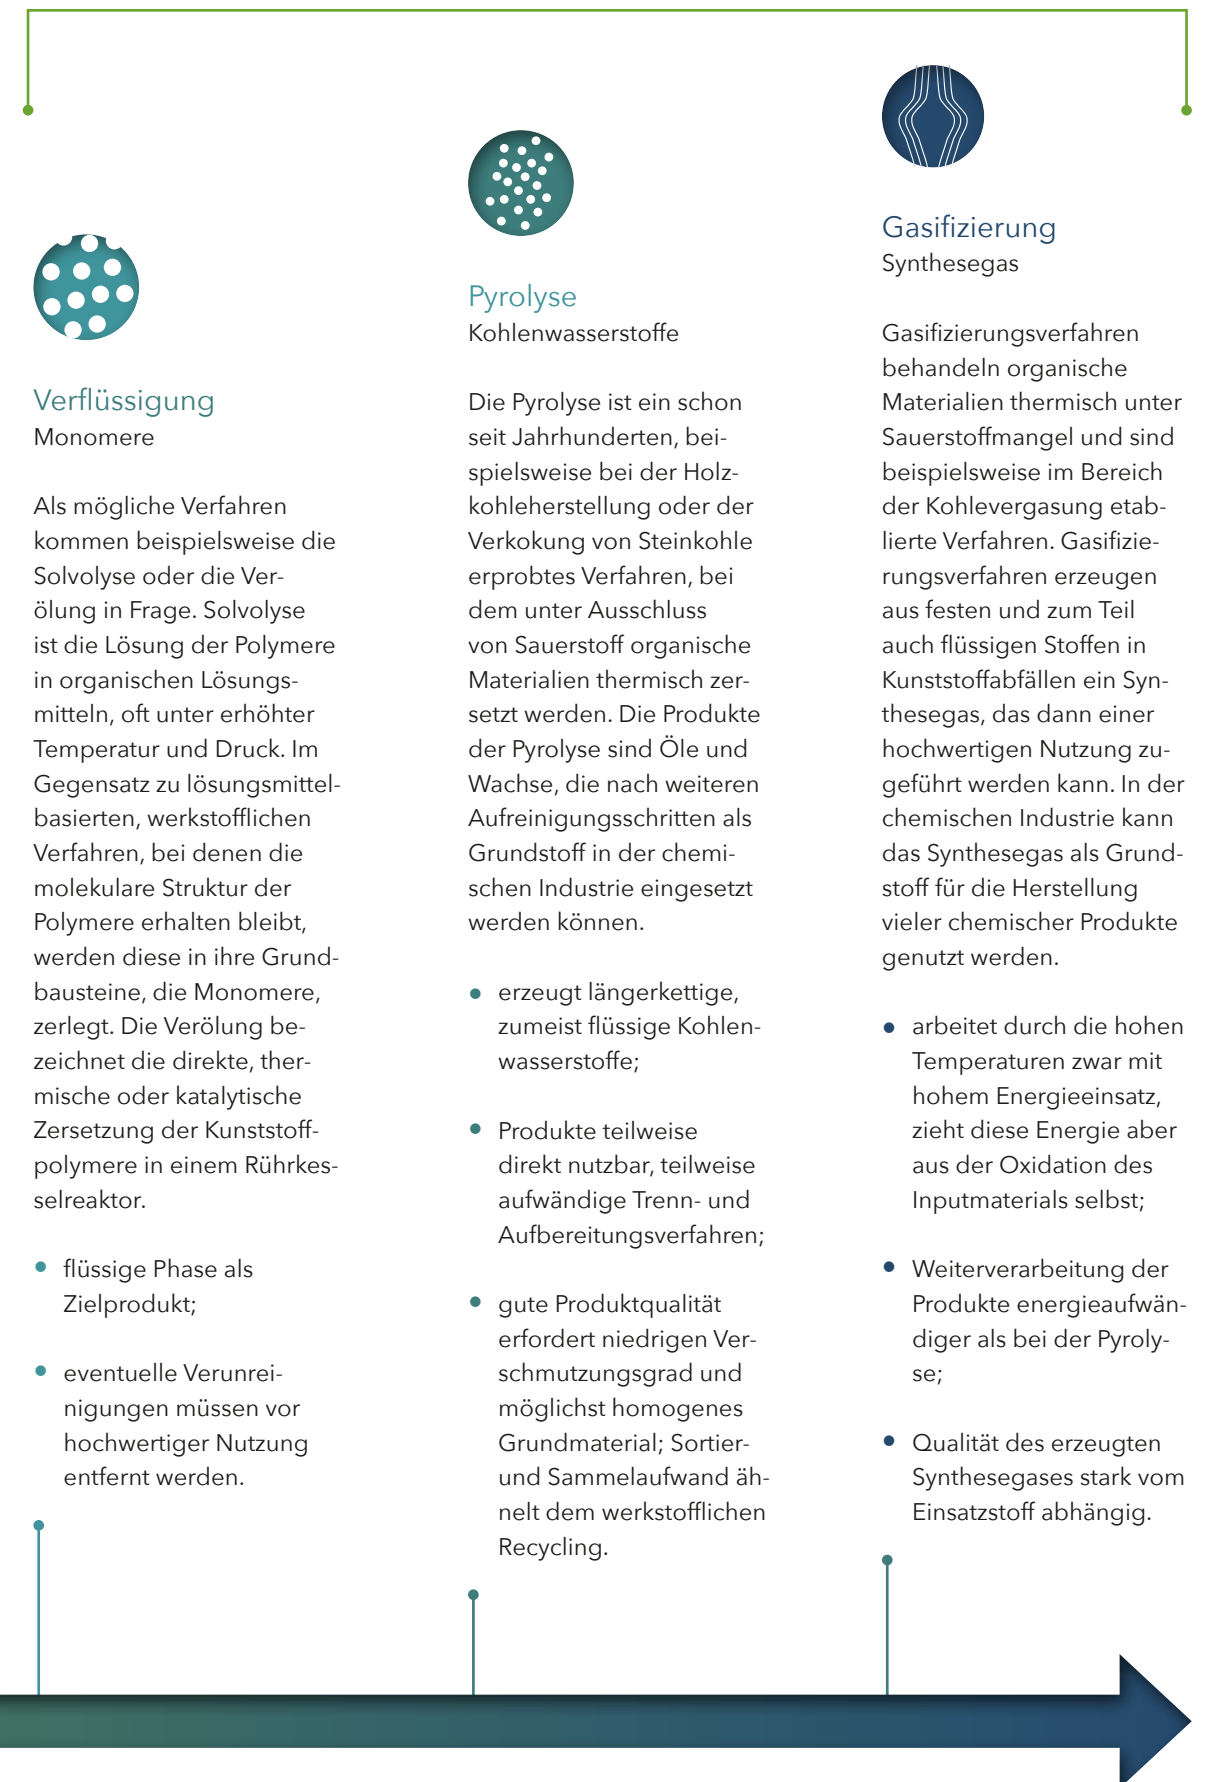 Verflüssigung
Monomere
Als mögliche Verfahren
kommen beispielsweise die
Solvolyse oder die Ver-
ölung in Frage. Solvolyse
ist die Lösung der Polymere
in organischen Lösungs-
mitteln, oft unter erhöhter
Temperatur und Druck. Im
Gegensatz zu lösungsmittel-
basierten, werkstofflichen
Verfahren, bei denen die
molekulare Struktur der
Polymere erhalten bleibt,
werden diese in ihre Grund-
bausteine, die Monomere,
zerlegt. Die Verölung be-
zeichnet die direkte, ther-
mische oder katalytische
Zersetzung der Kunststoff-
polymere in einem Rührkes-
selreaktor.
• flüssige Phase als
Zielprodukt;
• eventuelle Verunrei-
nigungen müssen vor
hochwertiger Nutzung
entfernt werden.
Pyrolyse
Kohlenwasserstoffe
Die Pyrolyse ist ein schon
seit Jahrhunderten, bei-
spielsweise bei der Holz-
kohleherstellung oder der
Verkokung von Steinkohle
erprobtes Verfahren, bei
dem unter Ausschluss
von Sauerstoff organische
Materialien thermisch zer-
setzt werden. Die Produkte
der Pyrolyse sind Öle und
Wachse, die nach weiteren
Aufreinigungsschritten als
Grundstoff in der chemi-
schen Industrie eingesetzt
werden können.
• erzeugt längerkettige,
zumeist flüssige Kohlen-
wasserstoffe;
• Produkte teilweise
direkt nutzbar, teilweise
aufwändige Trenn- und
Aufbereitungsverfahren;
• gute Produktqualität
erfordert niedrigen Ver-
schmutzungsgrad und
möglichst homogenes
Grundmaterial; Sortier-
und Sammelaufwand äh-
nelt dem werkstofflichen
Recycling.
Gasifizierung
Synthesegas
Gasifizierungsverfahren
behandeln organische
Materialien thermisch unter
Sauerstoffmangel und sind
beispielsweise im Bereich
der Kohlevergasung etab-
lierte Verfahren. Gasifizie-
rungsverfahren erzeugen
aus festen und zum Teil
auch flüssigen Stoffen in
Kunststoffabfällen ein Syn-
thesegas, das dann einer
hochwertigen Nutzung zu-
geführt werden kann. In der
chemischen Industrie kann
das Synthesegas als Grund-
stoff für die Herstellung
vieler chemischer Produkte
genutzt werden.
• arbeitet durch die hohen
Temperaturen zwar mit
hohem Energieeinsatz,
zieht diese Energie aber
aus der Oxidation des
Inputmaterials selbst;
• Weiterverarbeitung der
Produkte energieaufwän-
diger als bei der Pyroly-
se;
• Qualität des erzeugten
Synthesegases stark vom
Einsatzstoff abhängig.